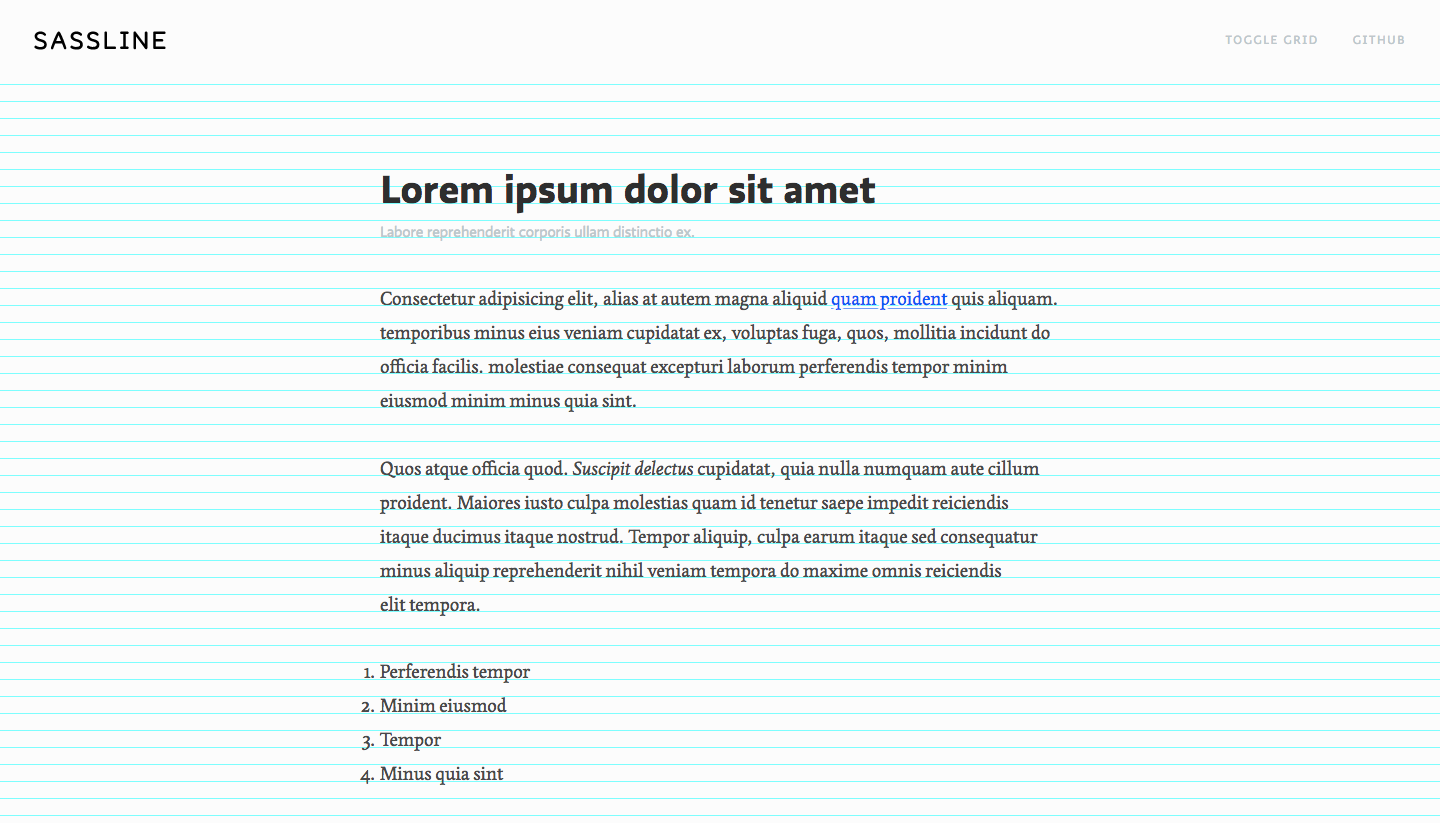 SASSLINE
TOGGLE GRID GITHUB
Lorem ipsum dolor sit amet
Labore reprehenderit corporis ullam distinctio ex.
Consectetur adipisicing elit, alias at autem magna aliquid quam proident quis aliquam.
temporibus minus eius veniam cupidatat ex, voluptas fuga, quos, mollitia incidunt do
officia facilis. molestiae consequat excepturi laborum perferendis tempor minim
eiusmod minim minus quia sint.
Quos atque officia quod. Suscipit delectus cupidatat, quia nulla numquam aute cillum
proident. Maiores iusto culpa molestias quam id tenetur saepe impedit reiciendis
itaque ducimus itaque nostrud. Tempor aliquip, culpa earum itaque sed consequatur
minus aliquip reprehenderit nihil veniam tempora do maxime omnis reiciendis
elit tempora.
1. Perferendis tempor
2. Minim eiusmod
3. Tempor
4. Minus quia sint